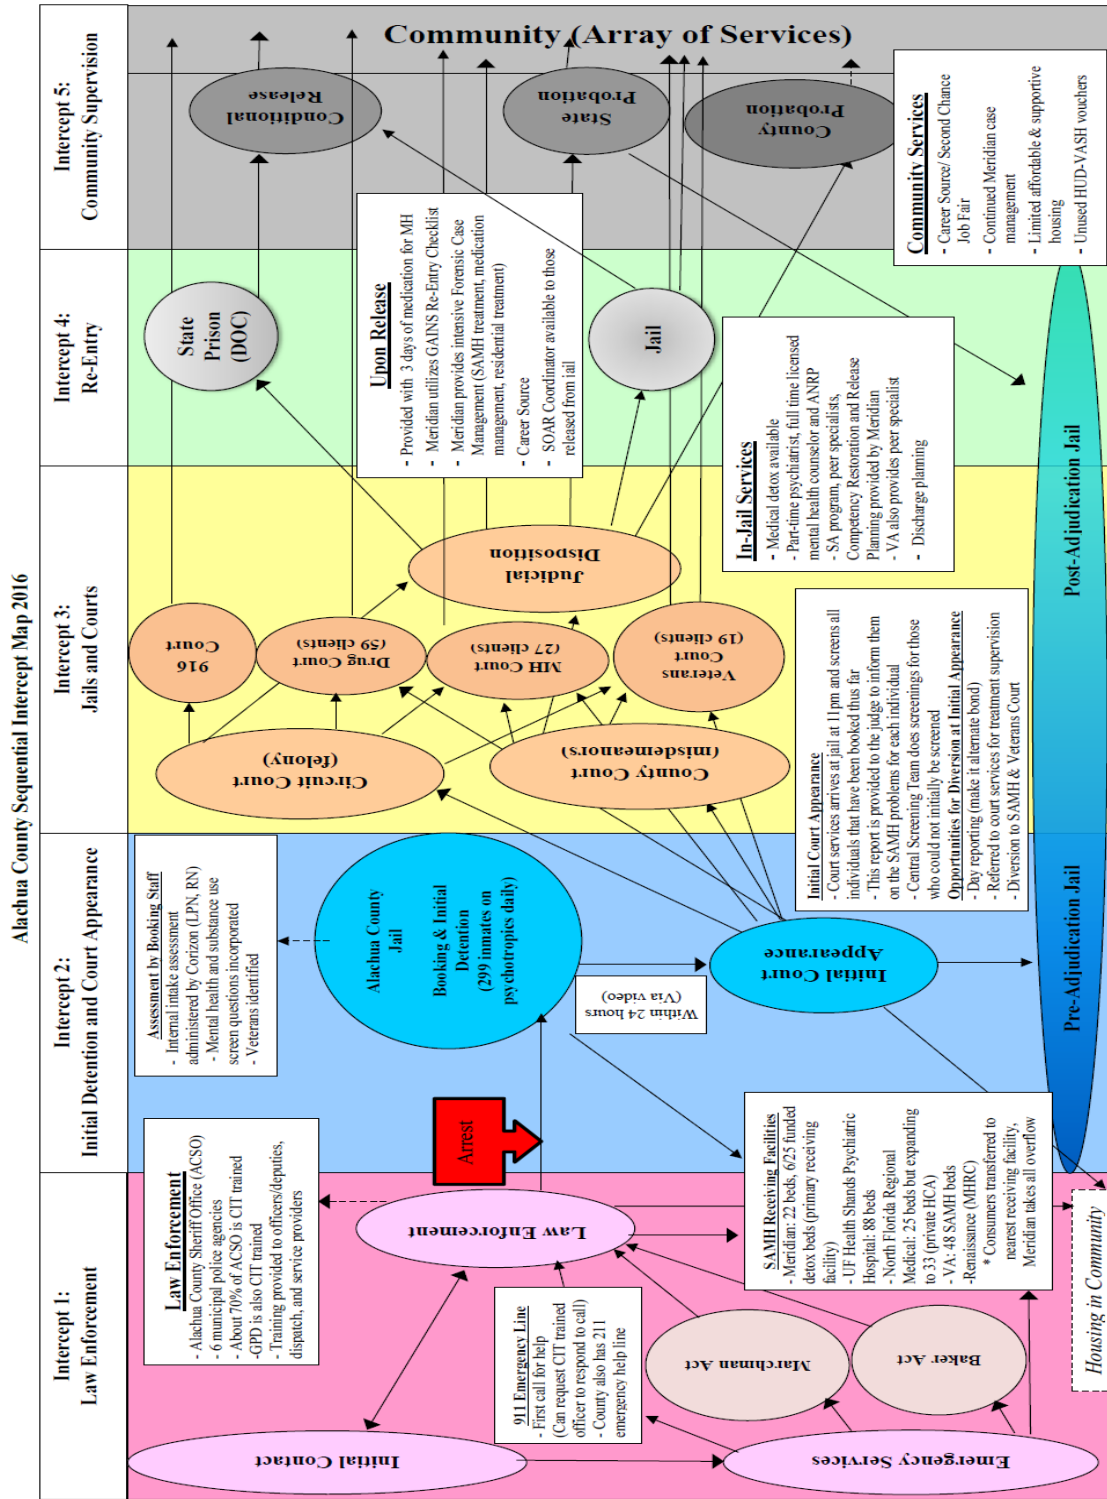 Alachua County Sequential Intercept Map 2016
Intercept 1:
Law Enforcement
Intercept 2:
Initial Detention and Court Appearance
Intercept 3:
Jails and Courts
Intercept 4:
Re-Entry
Intercept 5:
Community Supervision
Initial Contact
Law Enforcement
- Alachua County Sheriff Office (ACSO)
- 6 municipal police agencies
- About 70% of ACSO is CIT trained
-GPD is also CIT trained
- Training provided to officers/deputies,
dispatch, and service providers
Law Enforcement
Arrest
911 Emergency Line
- First call for help
(Can request CIT trained
officer to respond to call)
- County also has 211
emergency help line
Emergency Services
Marchman Act
Baker Act
SAMH Receiving Facilities
- Meridian: 22 beds, 6/25 funded
detox beds (primary receiving
facility)
- UF Health Shands Psychiatric
Hospital: 88 beds
- North Florida Regional
Medical: 25 beds but expanding
to 33 (private HCA)
- VA: 48 SAMH beds
-Renaissance (MHRC)
* Consumers transferred to
nearest receiving facility,
Meridian takes all overflow
Housing in Community
Assessment by Booking Staff
- Internal intake assessment
administered by Corizon (LPN, RN)
- Mental health and substance use
screen questions incorporated
- Veterans identified
Alachua County
Jail
Booking & Initial
Detention
(299 inmates on
psychotropics daily)
Within 24 hours
(Via video)
Initial Court
Appearance
Initial Court Appearance
- Court services arrives at jail at 11pm and screens all
individuals that have been booked thus far
- This report is provided to the judge to inform them
on the SAMH problems for each individual
- Central Screening Team does screenings for those
who could not initially be screened
Opportunities for Diversion at Initial Appearance
- Day reporting (make it alternate bond)
- Referred to court services for treatment supervision
- Diversion to SAMH & Veterans Court
Circuit Court
(felony)
County Court
(misdemeanors)
916
Court
Drug Court
(59 clients)
MH Court
(27 clients)
Veterans
Court
(19 clients)
Judicial
Disposition
State
Prison
(DOC)
Upon Release
- Provided with 3 days of medication for MH
- Meridian utilizes GAINS Re-Entry Checklist
- Meridian provides intensive Forensic Case
Management (SAMH treatment, medication
management, residential treatment)
- Career Source
- SOAR Coordinator available to those
released from jail
Jail
In-Jail Services
- Medical detox available
- Part-time psychiatrist, full time licensed
mental health counselor and ANRP
- SA program, peer specialists,
Competency Restoration and Release
Planning provided by Meridian
- VA also provides peer specialist
- Discharge planning
Conditional
Release
State
Probation
County
Probation
Community (Array of Services)
Community Services
- Career Source/ Second Chance
Job Fair
- Continued Meridian case
management
- Limited affordable & supportive
housing
- Unused HUD-VASH vouchers
Pre-Adjudication Jail
Post-Adjudication Jail